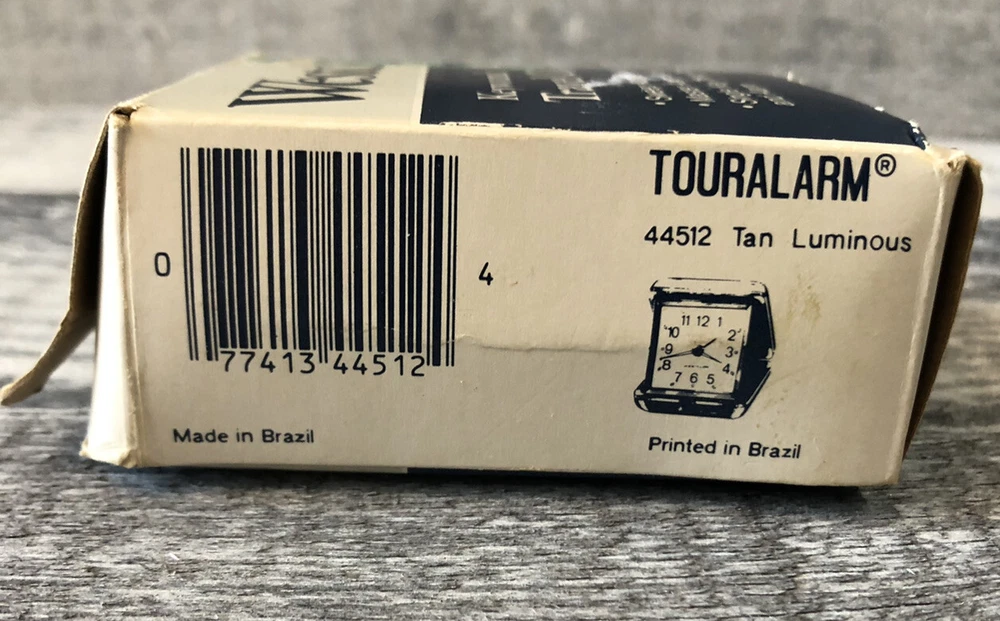 TOURALARM®
44512 Tan Luminous
0 77413 44512 4
11 12 1
10 2
9 3
8 4
7 6 5
Made in Brazil
Printed in Brazil